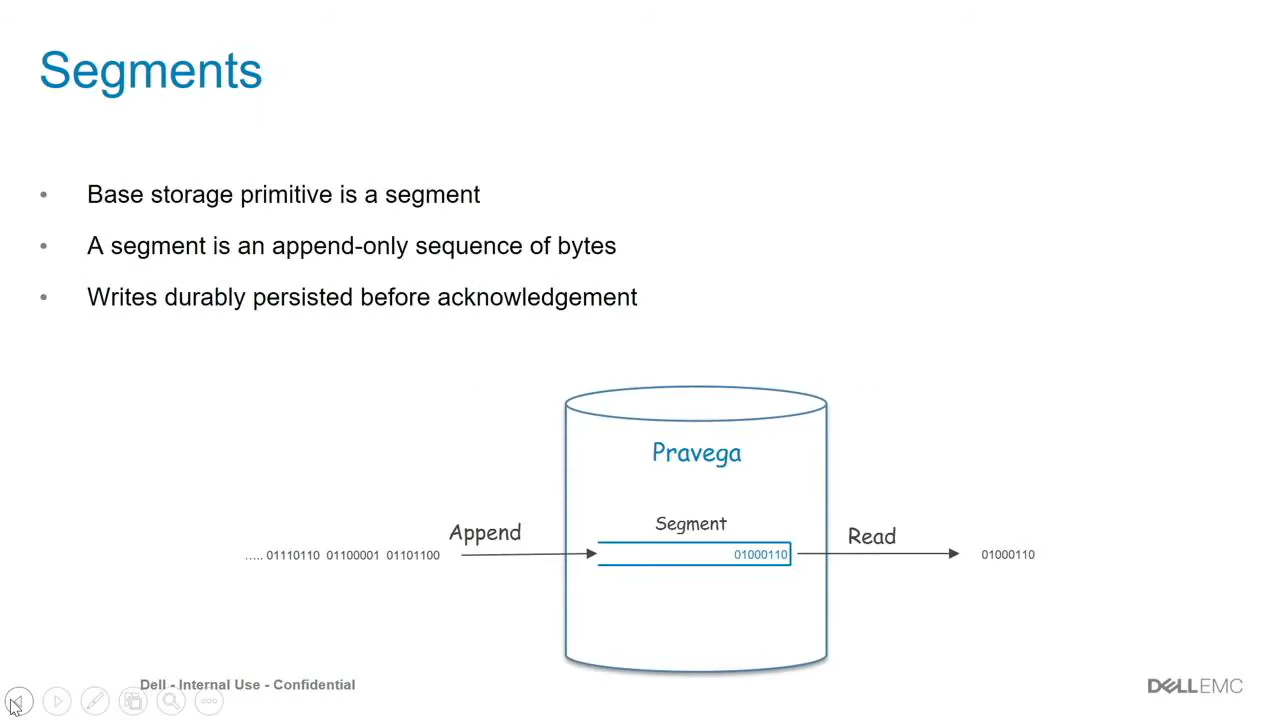 Segments
• Base storage primitive is a segment
• A segment is an append-only sequence of bytes
• Writes durably persisted before acknowledgement
Pravega
Segment
Append
Read
..... 01110110 01100001 01101100
01000110
01000110
Dell - Internal Use - Confidential
DELLEMC